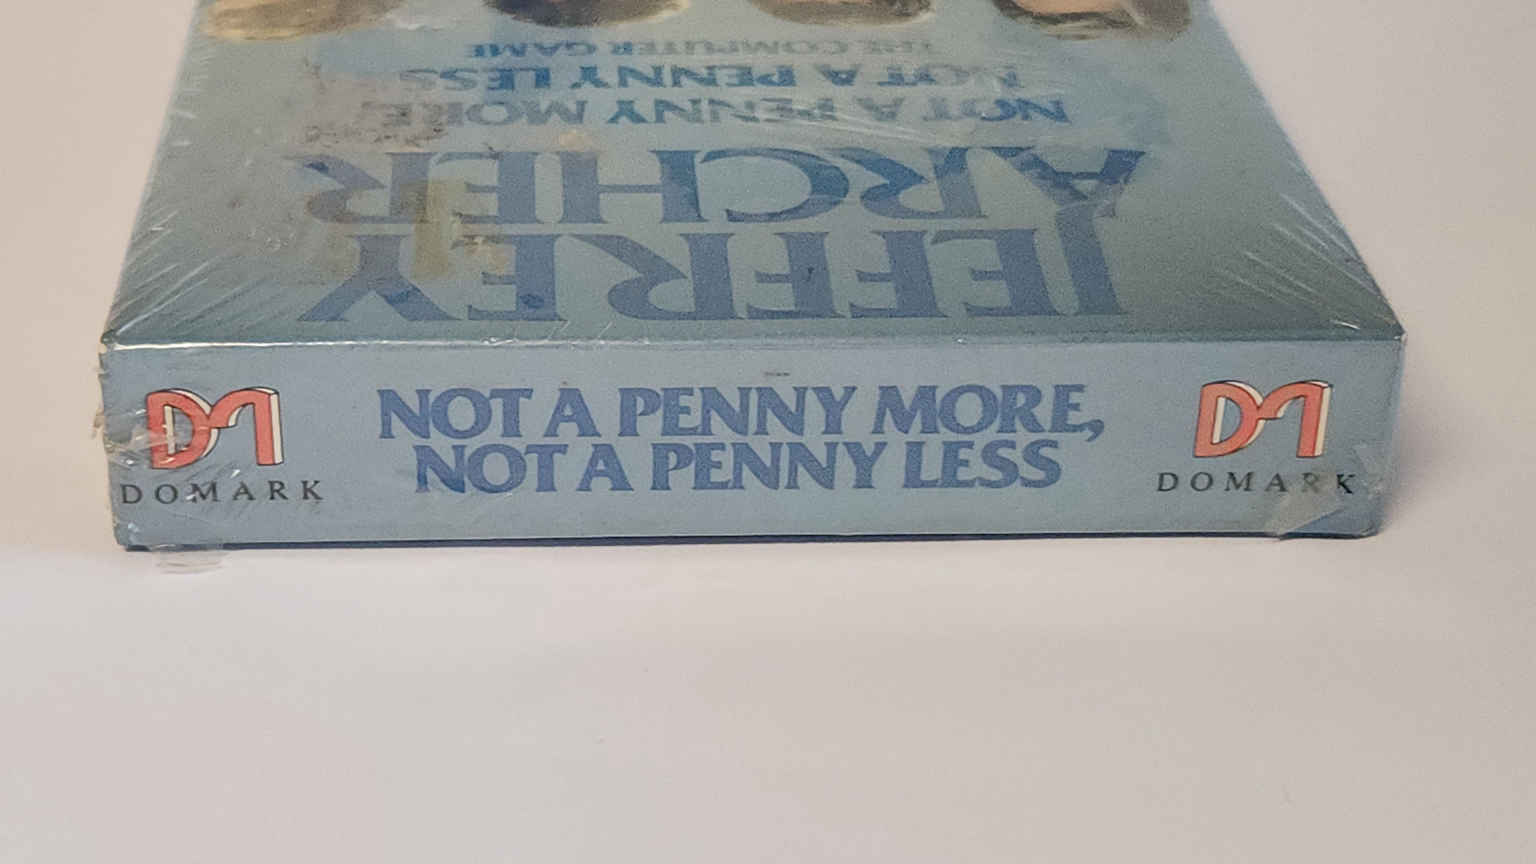 THE COMPUTER GAME
NOT A PENNY LESS
NOT A PENNY MORE,
ARCHER
JEFFREY
NOT A PENNY MORE,
NOT A PENNY LESS
DOMARK
DOMARK